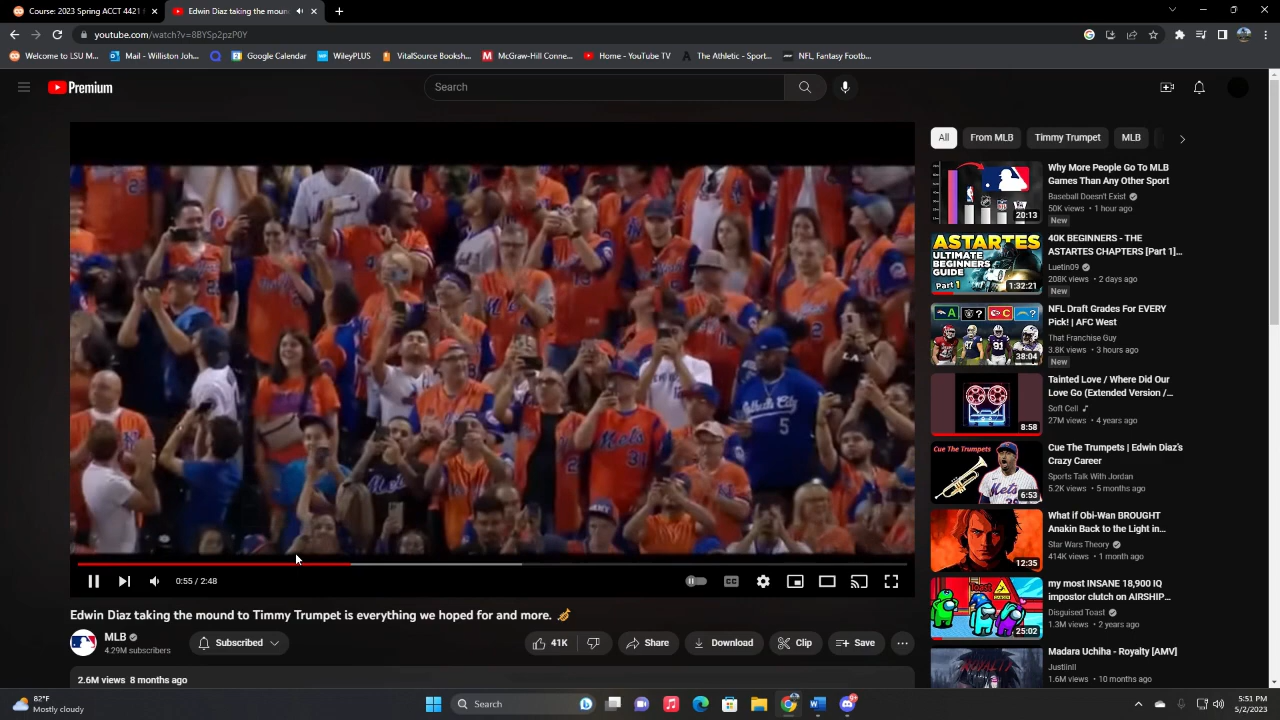 Course: 2023 Spring ACCT 4421 f
Edwin Diaz taking the moun
youtube.com/watch?v=8BYSp2pzP0Y
Welcome to LSU M...
Mail - Williston Joh...
Google Calendar
WileyPLUS
VitalSource Booksh...
McGraw-Hill Conne...
Home - YouTube TV
The Athletic - Sport...
NFL, Fantasy Footb...
Premium
Search
All
From MLB
Timmy Trumpet
MLB
Why More People Go To MLB
Games Than Any Other Sport
Baseball Doesn't Exist
50K views • 1 hour ago
New
20:13
40K BEGINNERS - THE
ASTARTES CHAPTERS [Part 1]...
Luetin09
208K views • 2 days ago
New
ASTARTES
ULTIMATE
BEGINNERS
GUIDE
Part 1
1:32:21
NFL Draft Grades For EVERY
Pick! | AFC West
That Franchise Guy
3.8K views • 3 hours ago
New
A
?
C
?
38:04
Tainted Love / Where Did Our
Love Go (Extended Version /...
Soft Cell
27M views • 4 years ago
8:58
Cue The Trumpets | Edwin Diaz's
Crazy Career
Sports Talk With Jordan
5.2K views • 5 months ago
Cue The Trumpets
Mets
6:53
What if Obi-Wan BROUGHT
Anakin Back to the Light in...
Star Wars Theory
414K views • 1 month ago
12:35
my most INSANE 18,900 IQ
impostor clutch on AIRSHIP...
Disguised Toast
1.3M views • 2 years ago
25:02
Madara Uchiha - Royalty [AMV]
Justiinll
1.6M views • 10 months ago
Mets
31
5
0:55 / 2:48
Edwin Diaz taking the mound to Timmy Trumpet is everything we hoped for and more.
MLB
4.29M subscribers
Subscribed
41K
Share
Download
Clip
Save
2.6M views 8 months ago
82°F
Mostly cloudy
Search
5:51 PM
5/2/2023